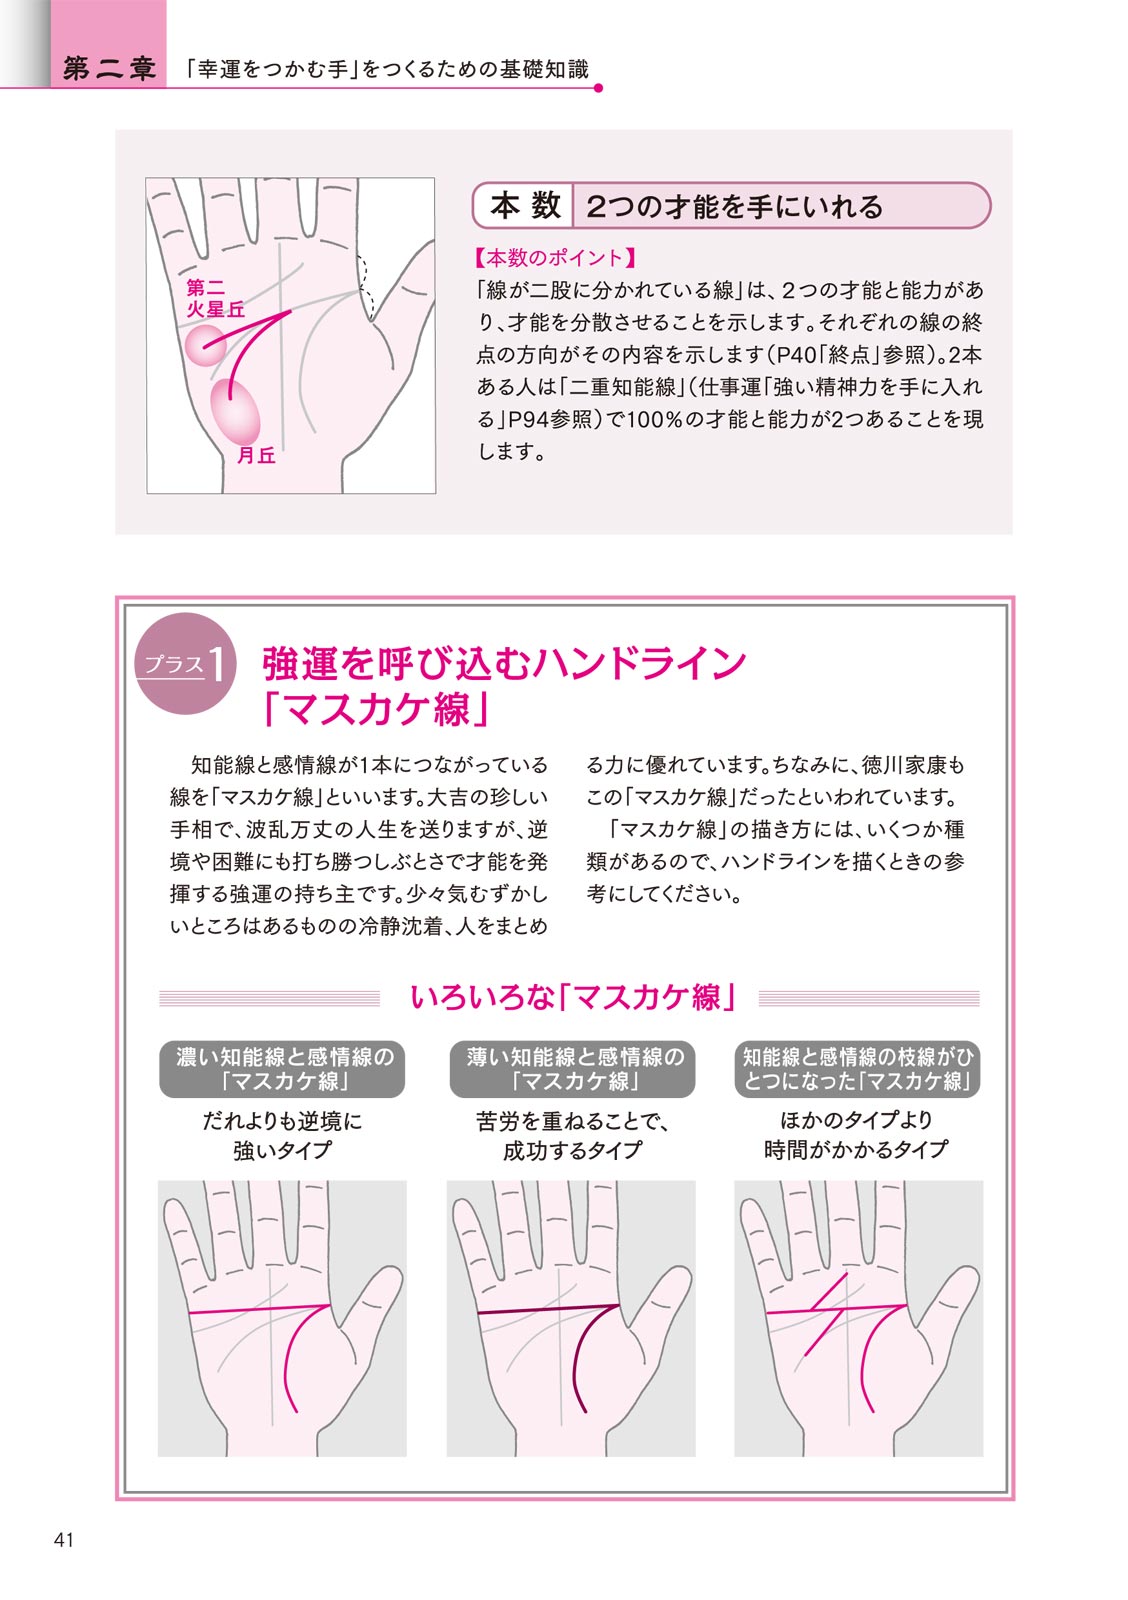 第二章
「幸運をつかむ手」をつくるための基礎知識
本数
2つの才能を手にいれる
【本数のポイント】
「線が二股に分かれている線」は、2つの才能と能力があ
り、才能を分散させることを示します。それぞれの線の終
点の方向がその内容を示します（P40「終点」参照）。2本
ある人は「二重知能線」（仕事運「強い精神力を手に入れ
る」P94参照）で100%の才能と能力が2つあることを現
します。
第二
火星丘
月丘
プラス1
強運を呼び込むハンドライン
「マスカケ線」
知能線と感情線が1本につながっている
線を「マスカケ線」といいます。大吉の珍しい
手相で、波乱万丈の人生を送りますが、逆
境や困難にも打ち勝つしぶとさで才能を発
揮する強運の持ち主です。少々気むずかし
いところはあるものの冷静沈着、人をまとめ
る力に優れています。ちなみに、徳川家康も
この「マスカケ線」だったといわれています。
「マスカケ線」の描き方には、いくつか種
類があるので、ハンドラインを描くときの参
考にしてください。
いろいろな「マスカケ線」
濃い知能線と感情線の
「マスカケ線」
だれよりも逆境に
強いタイプ
薄い知能線と感情線の
「マスカケ線」
苦労を重ねることで、
成功するタイプ
知能線と感情線の枝線がひ
とつになった「マスカケ線」
ほかのタイプより
時間がかかるタイプ
41